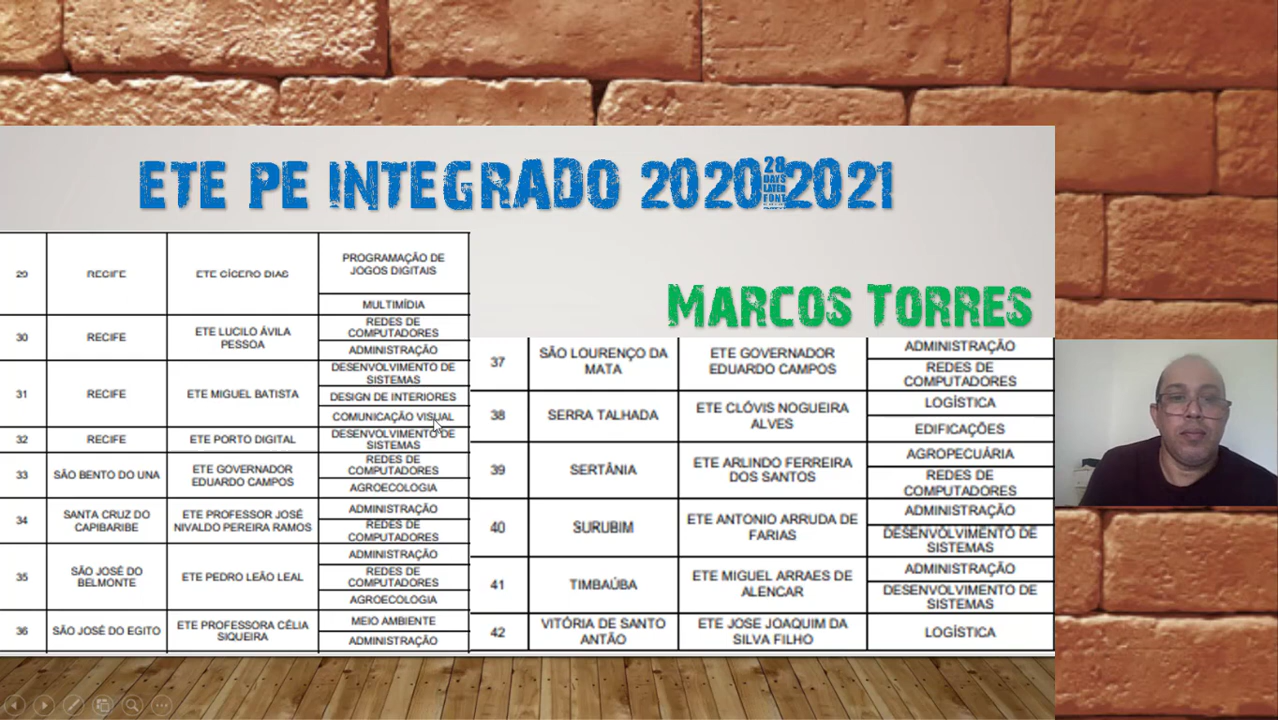 ETE PE INTEGRADO 2020 2021
28
DAYS
LATER
FONT
MARCOS TORRES
29 RECIFE ETE CÍCERO DIAS
PROGRAMAÇÃO DE
JOGOS DIGITAIS
MULTIMÍDIA
30 RECIFE
ETE LUCILO ÁVILA
PESSOA
REDES DE
COMPUTADORES
ADMINISTRAÇÃO
31 RECIFE ETE MIGUEL BATISTA
DESENVOLVIMENTO DE
SISTEMAS
DESIGN DE INTERIORES
COMUNICAÇÃO VISUAL
32 RECIFE ETE PORTO DIGITAL
DESENVOLVIMENTO DE
SISTEMAS
33 SÃO BENTO DO UNA
ETE GOVERNADOR
EDUARDO CAMPOS
REDES DE
COMPUTADORES
AGROECOLOGIA
34
SANTA CRUZ DO
CAPIBARIBE
ETE PROFESSOR JOSÉ
NIVALDO PEREIRA RAMOS
ADMINISTRAÇÃO
REDES DE
COMPUTADORES
35
SÃO JOSÉ DO
BELMONTE
ETE PEDRO LEÃO LEAL
ADMINISTRAÇÃO
REDES DE
COMPUTADORES
AGROECOLOGIA
36 SÃO JOSÉ DO EGITO
ETE PROFESSORA CÉLIA
SIQUEIRA
MEIO AMBIENTE
ADMINISTRAÇÃO
37
SÃO LOURENÇO DA
MATA
ETE GOVERNADOR
EDUARDO CAMPOS
ADMINISTRAÇÃO
REDES DE
COMPUTADORES
38 SERRA TALHADA
ETE CLÓVIS NOGUEIRA
ALVES
LOGÍSTICA
EDIFICAÇÕES
39 SERTÂNIA
ETE ARLINDO FERREIRA
DOS SANTOS
AGROPECUÁRIA
REDES DE
COMPUTADORES
40 SURUBIM
ETE ANTONIO ARRUDA DE
FARIAS
ADMINISTRAÇÃO
DESENVOLVIMENTO DE
SISTEMAS
41 TIMBAÚBA
ETE MIGUEL ARRAES DE
ALENCAR
ADMINISTRAÇÃO
DESENVOLVIMENTO DE
SISTEMAS
42
VITÓRIA DE SANTO
ANTÃO
ETE JOSE JOAQUIM DA
SILVA FILHO
LOGÍSTICA